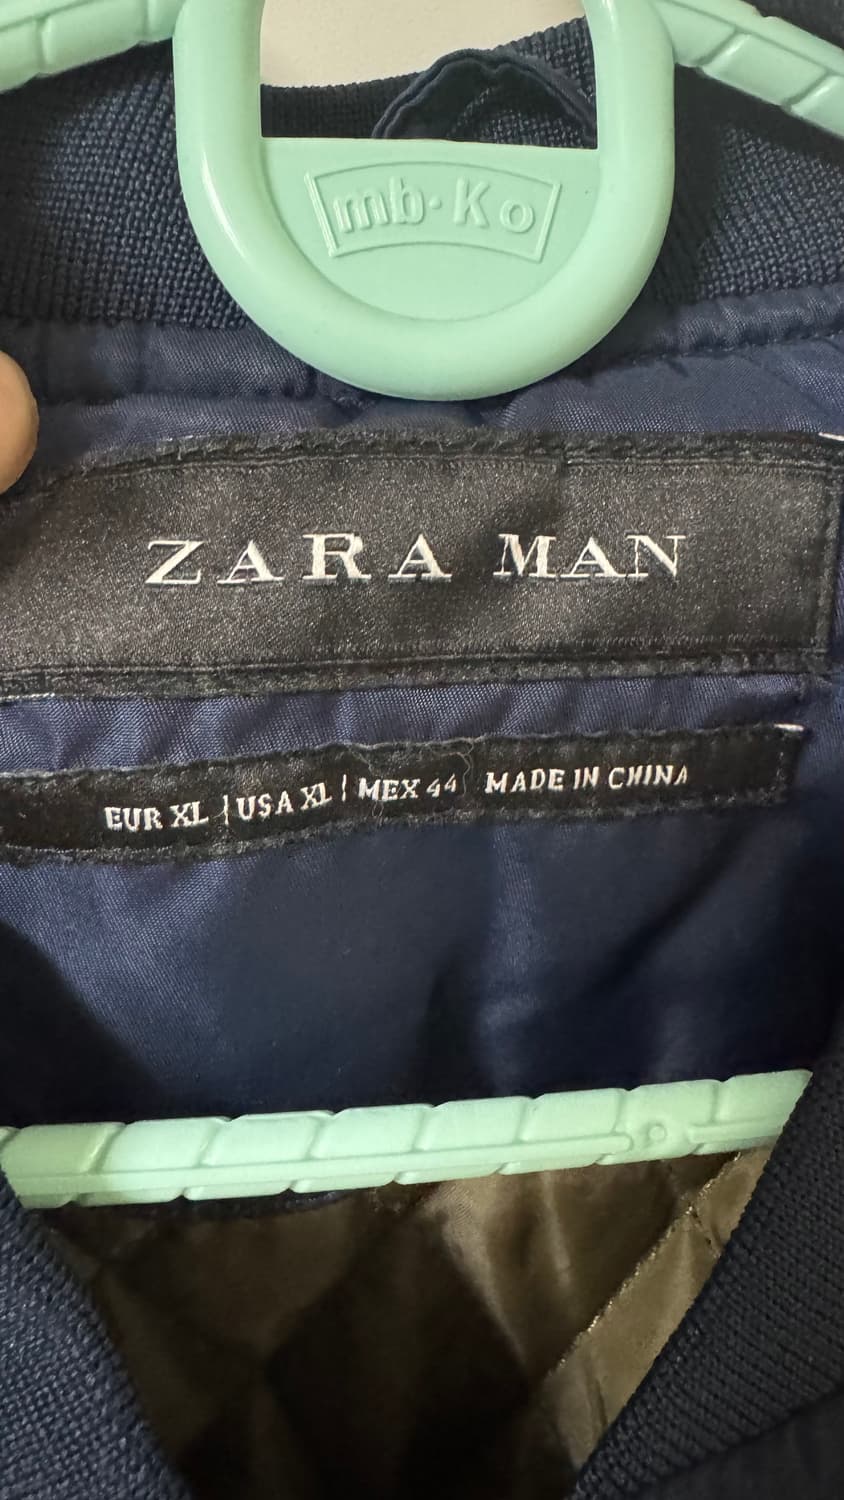 mb·Ko
ZARA MAN
EUR XL | USA XL | MEX 44 MADE IN CHINA